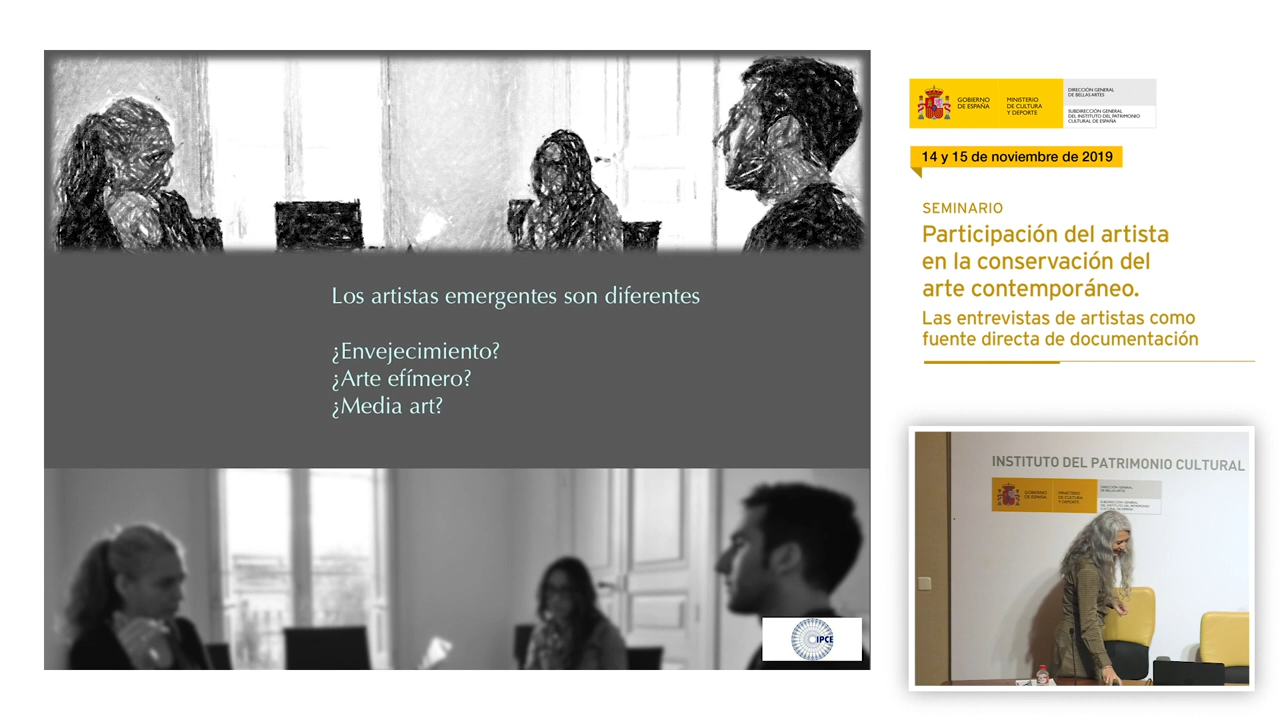 Los artistas emergentes son diferentes
¿Envejecimiento?
¿Arte efímero?
¿Media art?
IPCE
GOBIERNO
DE ESPAÑA
MINISTERIO
DE CULTURA
Y DEPORTE
DIRECCIÓN GENERAL
DE BELLAS ARTES
SUBDIRECCIÓN GENERAL
DEL INSTITUTO DEL PATRIMONIO
CULTURAL DE ESPAÑA
14 y 15 de noviembre de 2019
SEMINARIO
Participación del artista
en la conservación del
arte contemporáneo.
Las entrevistas de artistas como
fuente directa de documentación
INSTITUTO DEL PATRIMONIO CULTURAL
GOBIERNO
DE ESPAÑA
MINISTERIO
DE CULTURA
Y DEPORTE